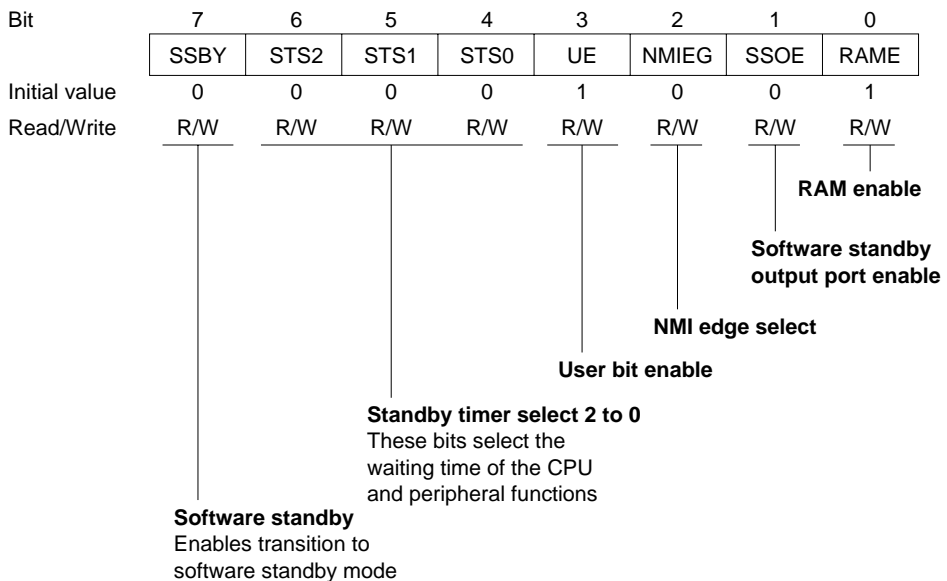 Bit 7 6 5 4 3 2 1 0
SSBY STS2 STS1 STS0 UE NMIEG SSOE RAME
Initial value 0 0 0 0 1 0 0 1
Read/Write R/W R/W R/W R/W R/W R/W R/W R/W
RAM enable
Software standby
output port enable
NMI edge select
User bit enable
Standby timer select 2 to 0
These bits select the
waiting time of the CPU
and peripheral functions
Software standby
Enables transition to
software standby mode